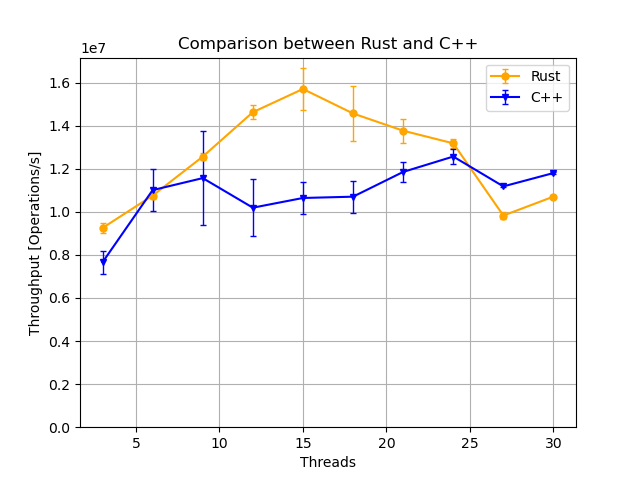 Comparison between Rust and C++
1e7
Rust
C++
1.6
1.4
1.2
1.0
0.8
0.6
0.4
0.2
0.0
Throughput [Operations/s]
5 10 15 20 25 30
Threads